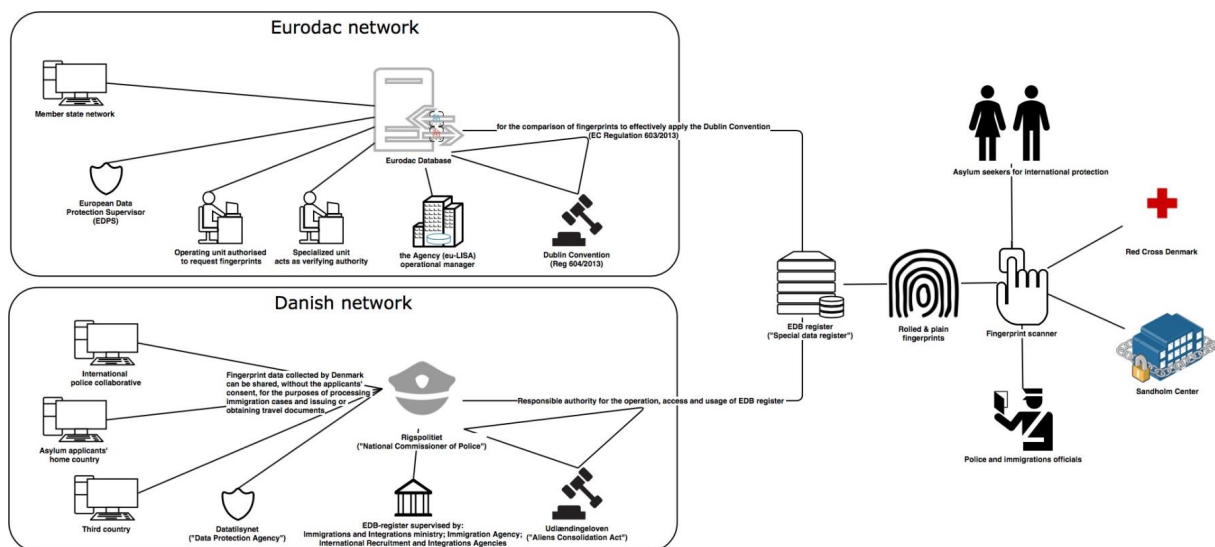 Eurodac network
Member state network
Eurodac Database
for the comparison of fingerprints to effectively apply the Dublin Convention
(EC Regulation 603/2013)
European Data
Protection Supervisor
(EDPS)
Operating unit authorised
to request fingerprints
Specialized unit
acts as verifying authority
the Agency (eu-LISA)
operational manager
Dublin Convention
(Reg 604/2013)
Danish network
International
police collaborative
Fingerprint data collected by Denmark
can be shared, without the applicants'
consent, for the purposes of processing
immigration cases and issuing or
obtaining travel documents
Asylum applicants'
home country
Third country
Rigspolitiet
("National Commissioner of Police")
Responsible authority for the operation, access and usage of EDB register
Datatilsynet
("Data Protection Agency")
EDB-register supervised by:
Immigrations and Integrations ministry; Immigration Agency;
International Recruitment and Integrations Agencies
Udlændingeloven
("Aliens Consolidation Act")
EDB register
("Special data register")
Rolled & plain
fingerprints
Fingerprint scanner
Asylum seekers for international protection
Red Cross Denmark
Sandholm Center
Police and immigrations officials